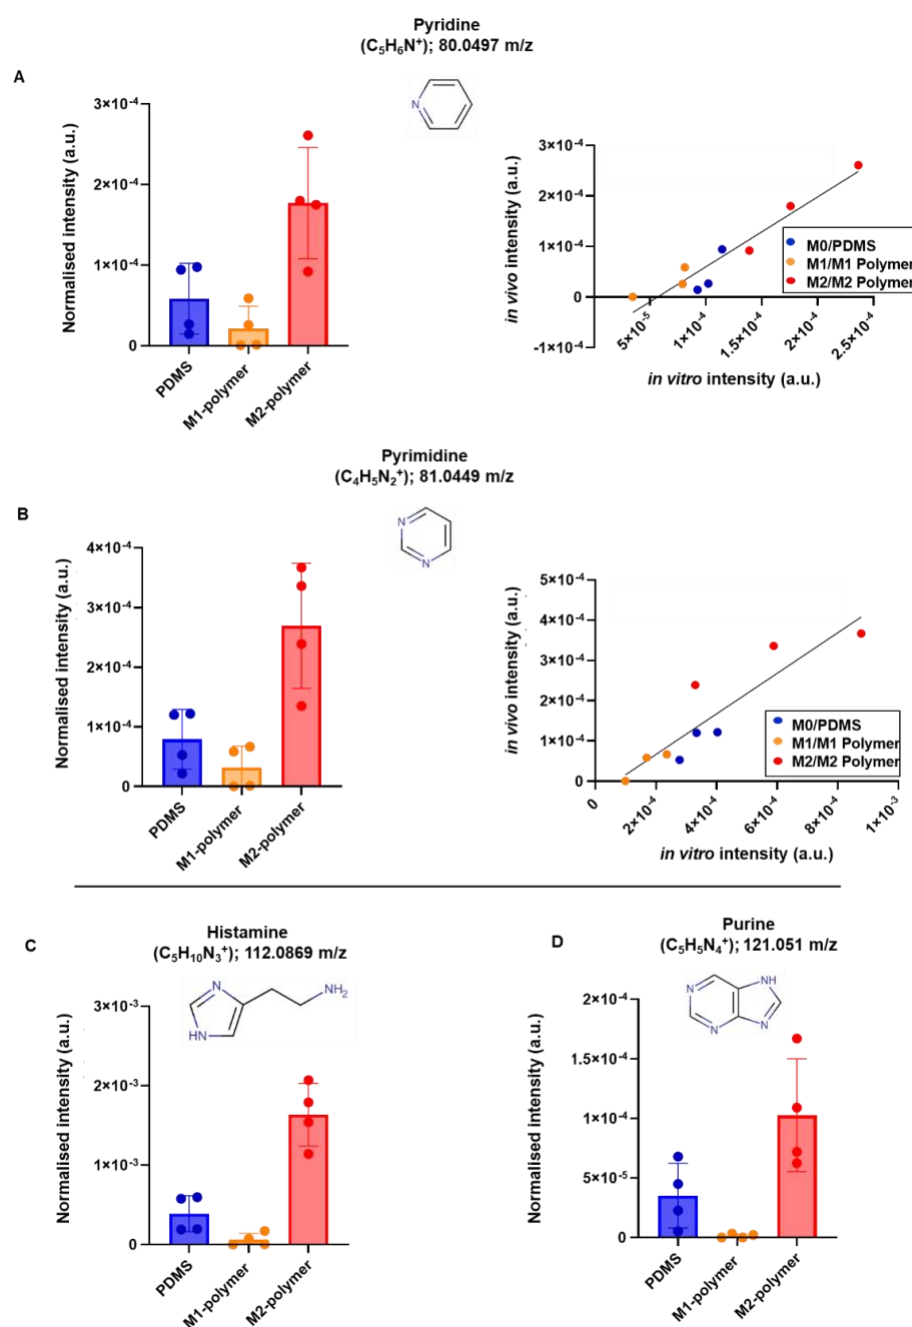 Pyridine
(C₅H₆N⁺); 80.0497 m/z
A
N
Normalised intensity (a.u.)
3×10⁻⁴
2×10⁻⁴
1×10⁻⁴
0
PDMS
M1-polymer
M2-polymer
in vivo intensity (a.u.)
3×10⁻⁴
2×10⁻⁴
1×10⁻⁴
0
-1×10⁻⁴
5×10⁻⁵
1×10⁻⁴
1.5×10⁻⁴
2×10⁻⁴
2.5×10⁻⁴
in vitro intensity (a.u.)
M0/PDMS
M1/M1 Polymer
M2/M2 Polymer
Pyrimidine
(C₄H₅N₂⁺); 81.0449 m/z
B
N
N
Normalised intensity (a.u.)
4×10⁻⁴
3×10⁻⁴
2×10⁻⁴
1×10⁻⁴
0
PDMS
M1-polymer
M2-polymer
in vivo intensity (a.u.)
5×10⁻⁴
4×10⁻⁴
3×10⁻⁴
2×10⁻⁴
1×10⁻⁴
0
0
2×10⁻⁴
4×10⁻⁴
6×10⁻⁴
8×10⁻⁴
1×10⁻³
in vitro intensity (a.u.)
M0/PDMS
M1/M1 Polymer
M2/M2 Polymer
C
Histamine
(C₅H₁₀N₃⁺); 112.0869 m/z
N
NH₂
HN
Normalised intensity (a.u.)
3×10⁻³
2×10⁻³
1×10⁻³
0
PDMS
M1-polymer
M2-polymer
D
Purine
(C₅H₅N₄⁺); 121.051 m/z
N
NH
N
N
Normalised intensity (a.u.)
2×10⁻⁴
1.5×10⁻⁴
1×10⁻⁴
5×10⁻⁵
0
PDMS
M1-polymer
M2-polymer